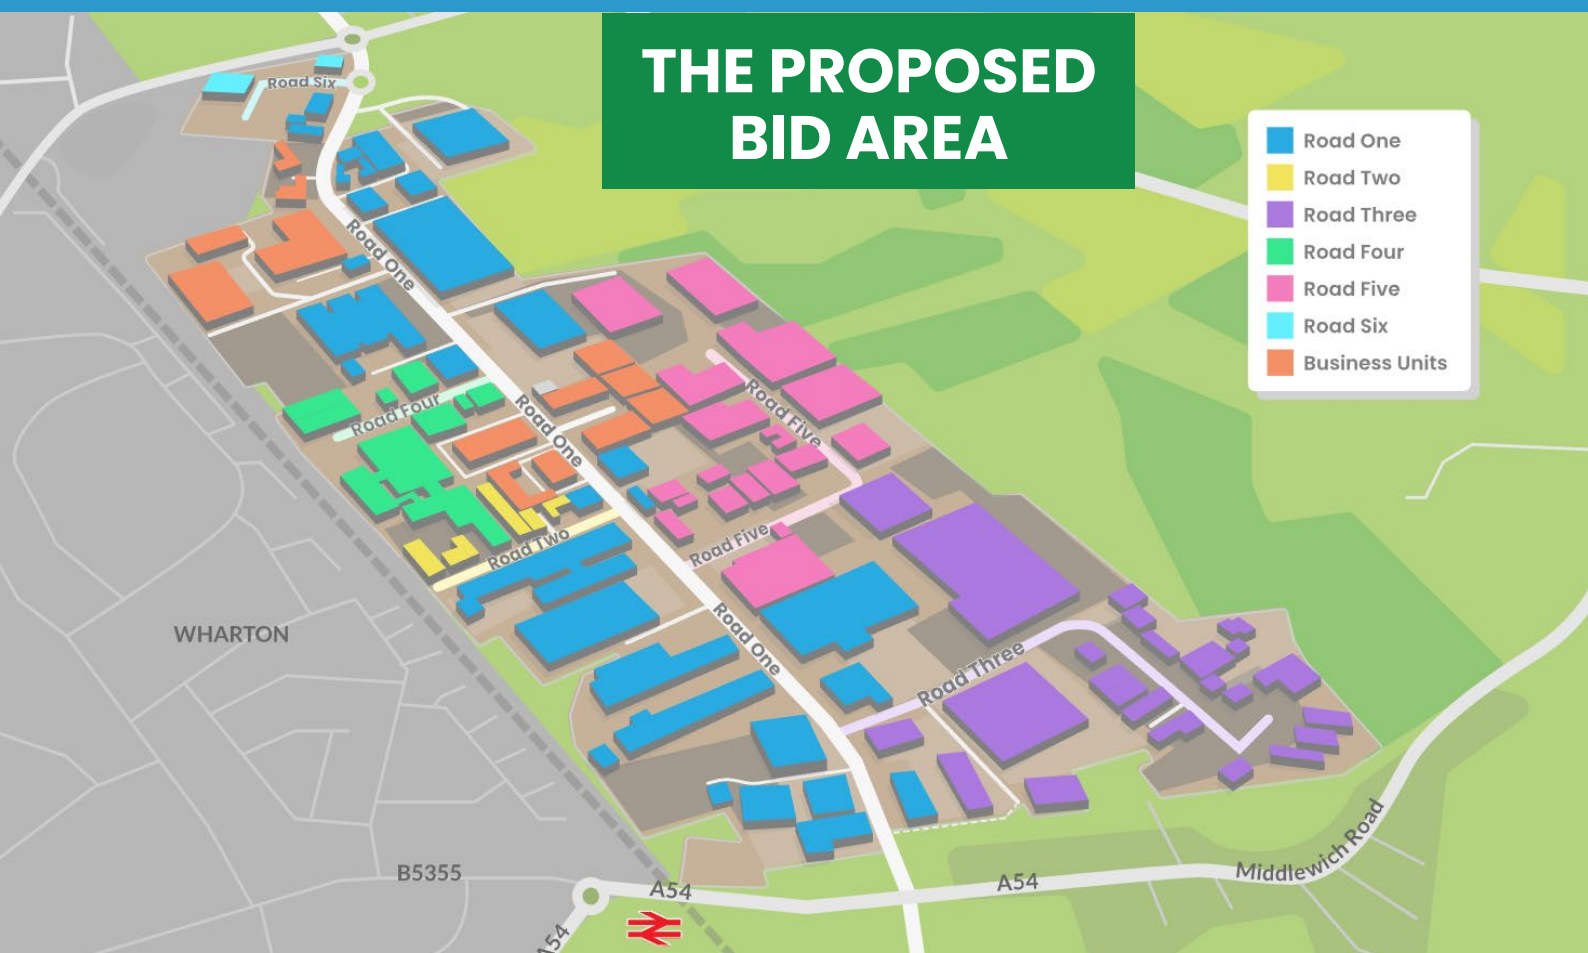 THE PROPOSED
BID AREA
Road One
Road Two
Road Three
Road Four
Road Five
Road Six
Business Units
Road Six
Road One
Road Four
Road One
Road Five
Road Two
Road Five
Road One
Road Three
WHARTON
B5355
A54
A54
Middlewich Road
A54